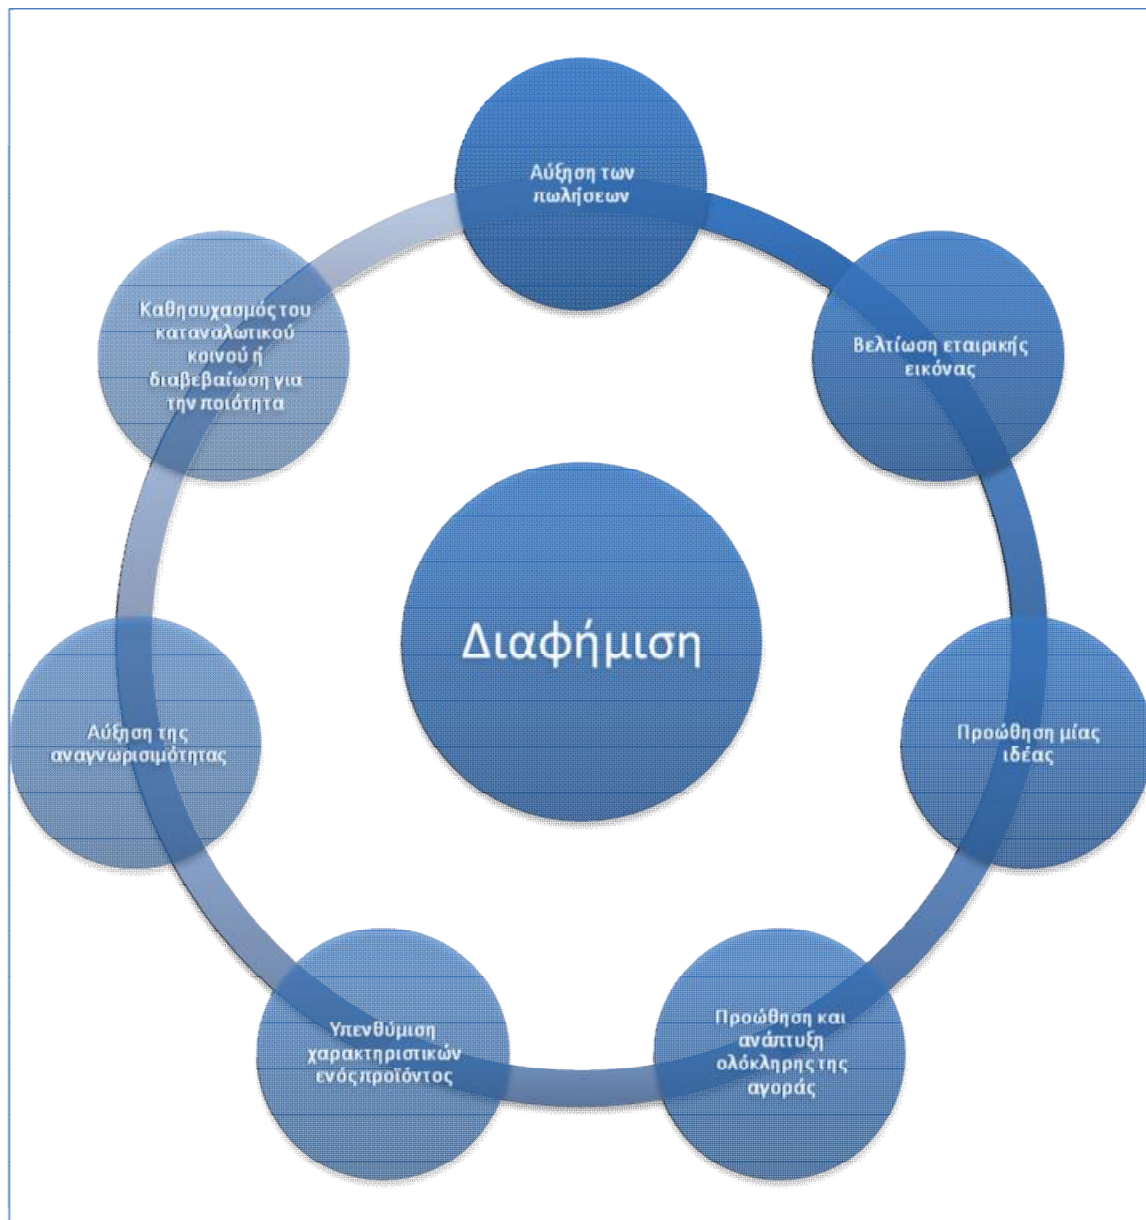 Αύξηση των
πωλήσεων
Βελτίωση εταιρικής
εικόνας
Προώθηση μίας
ιδέας
Προώθηση και
ανάπτυξη
ολόκληρης της
αγοράς
Υπενθύμιση
χαρακτηριστικών
ενός προϊόντος
Αύξηση της
αναγνωρισιμότητας
Καθησυχασμός του
καταναλωτικού
κοινού ή
διαβεβαίωση για
την ποιότητα
Διαφήμιση